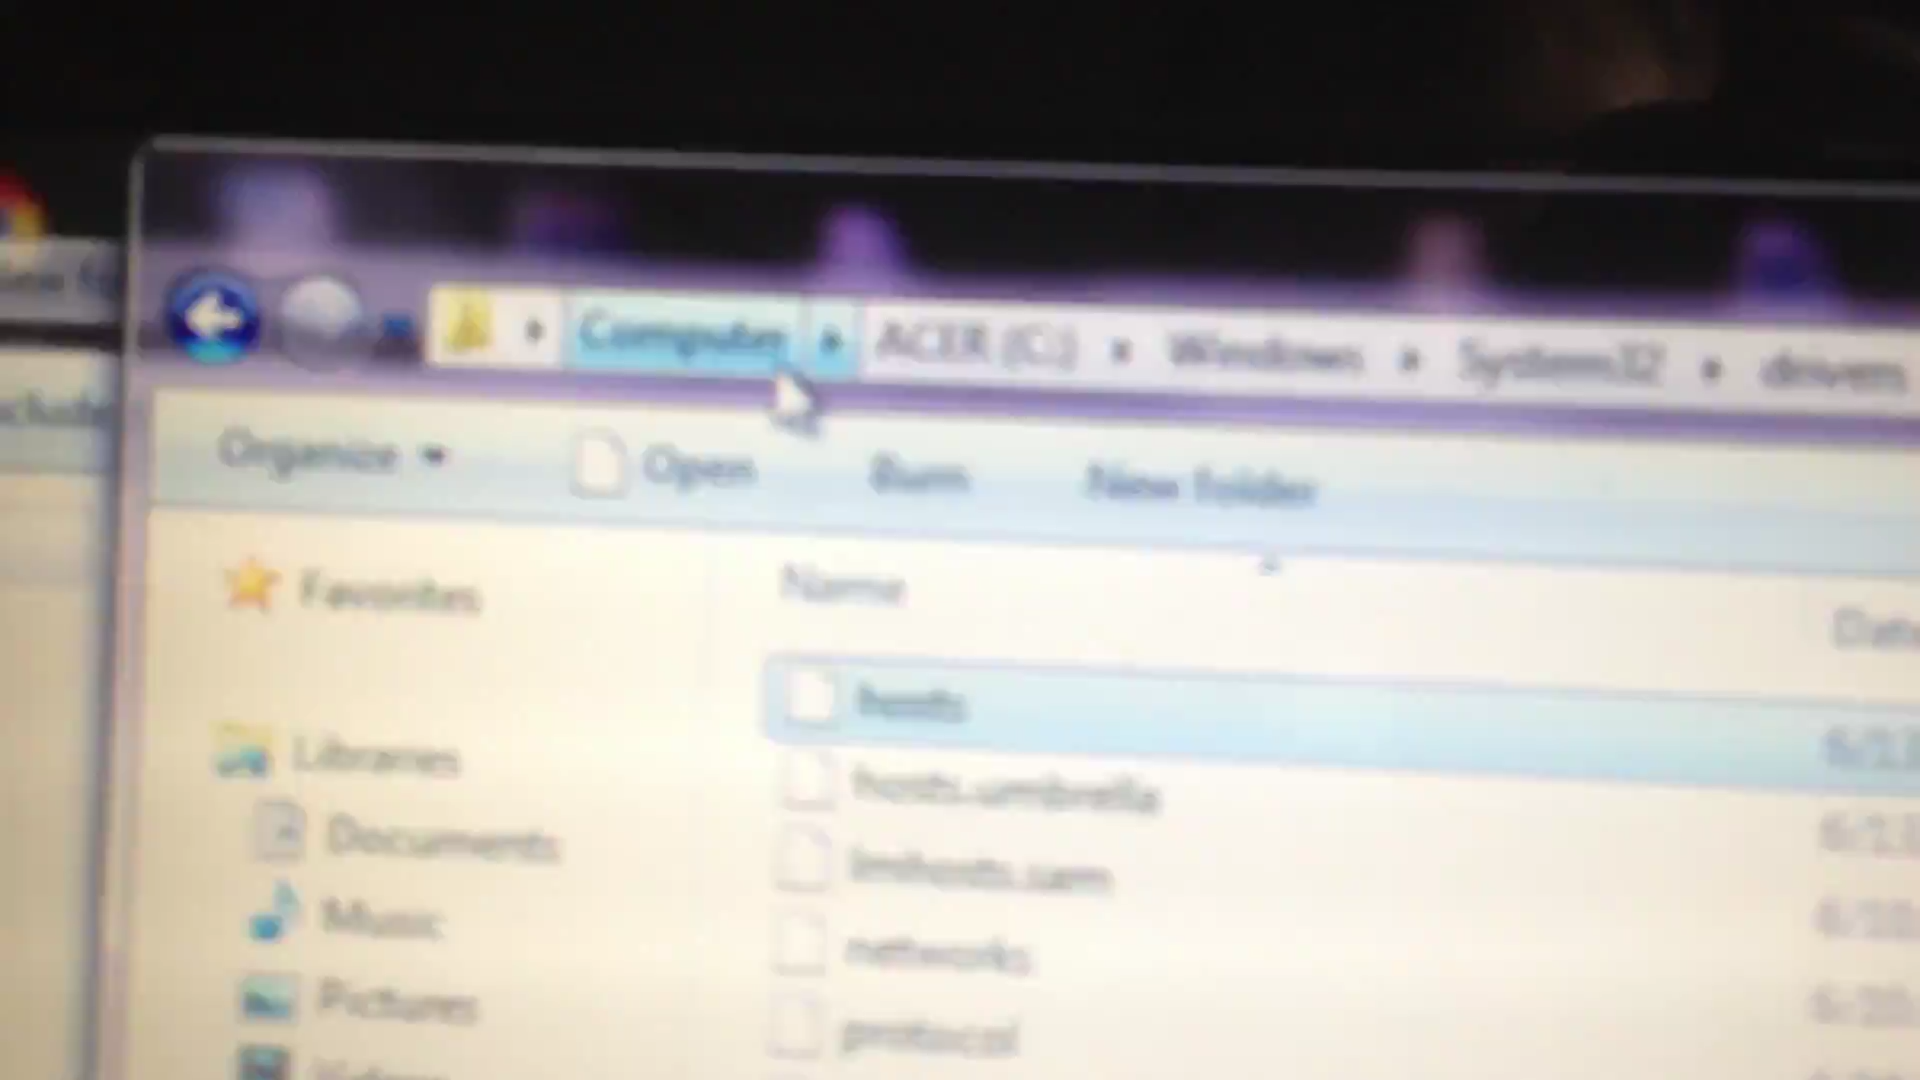 Computer ACER (C:) Windows System32 drivers
Organize Open Burn New folder
Name
Date
Favorites
hosts
Libraries
hosts.umbrella
Documents
lmhosts.sam
Music
networks
Pictures
protocol